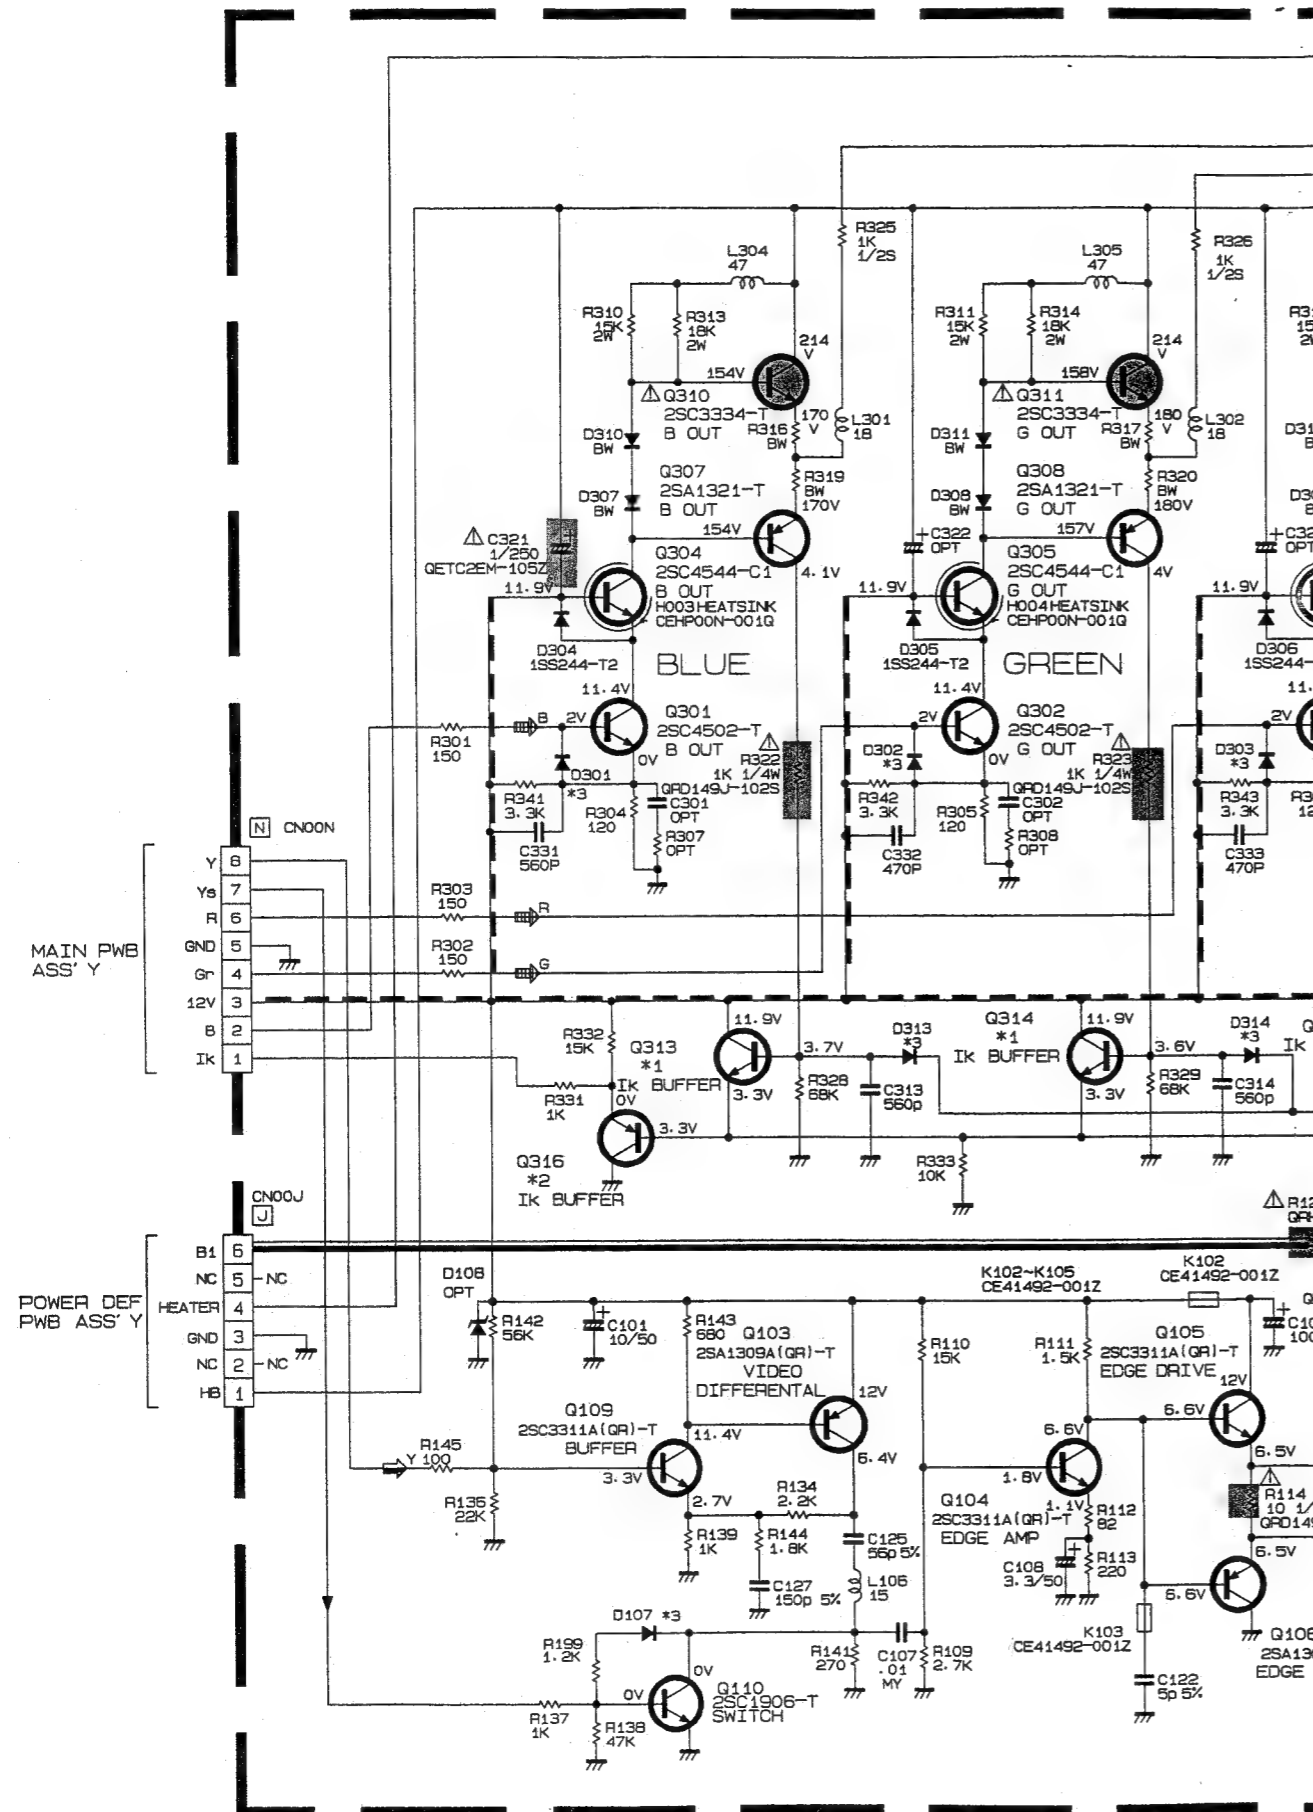 R325
1K
1/2S
R326
1K
1/2S
L304
47
L305
47
R310
15K
2W
R313
18K
2W
R311
15K
2W
R314
18K
2W
214
V
214
V
154V
158V
Q310
2SC3334-T
B OUT
Q311
2SC3334-T
G OUT
170
V
180
V
L301
18
L302
18
R316
BW
R317
BW
D310
BW
D311
BW
Q307
2SA1321-T
B OUT
Q308
2SA1321-T
G OUT
R319
BW
170V
R320
BW
180V
D307
BW
D308
BW
154V
157V
C321
1/250
QETC2EM-105Z
C322
OPT
Q304
2SC4544-C1
B OUT
H003HEATSINK
CEHP00N-001Q
Q305
2SC4544-C1
G OUT
H004HEATSINK
CEHP00N-001Q
4.1V
4V
11.9V
11.9V
11.9V
D304
1SS244-T2
D305
1SS244-T2
D306
BLUE
GREEN
11.4V
11.4V
Q301
2SC4502-T
B OUT
Q302
2SC4502-T
G OUT
B
2V
2V
2V
R301
150
0V
0V
D301
*3
D302
*3
D303
*3
R322
1K 1/4W
QRD149J-102S
R323
1K 1/4W
QRD149J-102S
R341
3.3K
R342
3.3K
R343
3.3K
R304
120
R305
120
C301
OPT
C302
OPT
R307
OPT
R308
OPT
C331
560P
C332
470P
C333
470P
N CN00N
MAIN PWB
ASS'Y
Y 8
Ys 7
R 6
GND 5
Gr 4
12V 3
B 2
Ik 1
R303
150
R
R302
150
G
R332
15K
Q313
*1
Ik BUFFER
11.9V
3.7V
3.3V
D313
*3
Q314
*1
IK BUFFER
11.9V
3.6V
3.3V
D314
*3
R331
1K
0V
3.3V
R328
68K
C313
560p
R329
68K
C314
560p
Q316
*2
IK BUFFER
R333
10K
CN00J
J
POWER DEF
PWB ASS'Y
B1 6
NC 5 NC
HEATER 4
GND 3
NC 2 NC
HB 1
K102
CE41492-001Z
K102~K105
CE41492-001Z
D108
OPT
R142
56K
C101
10/50
R143
680
Q103
2SA1309A(QR)-T
VIDEO
DIFFERENTAL
R110
15K
R111
1.5K
Q105
2SC3311A(QR)-T
EDGE DRIVE
12V
12V
Q109
2SC3311A(QR)-T
BUFFER
11.4V
6.4V
6.6V
6.6V
Y
R145
100
3.3V
2.7V
1.8V
1.1V
6.5V
R136
22K
R134
2.2K
Q104
2SC3311A(QR)-T
EDGE AMP
R112
82
R114
R139
1K
R144
1.8K
C125
56p 5%
C108
3.3/50
R113
220
6.5V
6.6V
C127
150p 5%
L106
15
D107 *3
K103
CE41492-001Z
R199
1.2K
R141
270
C107
.01
MY
R109
2.7K
Q106
EDGE
0V
0V
Q110
2SC1906-T
SWITCH
C122
5p 5%
R137
1K
R138
47K